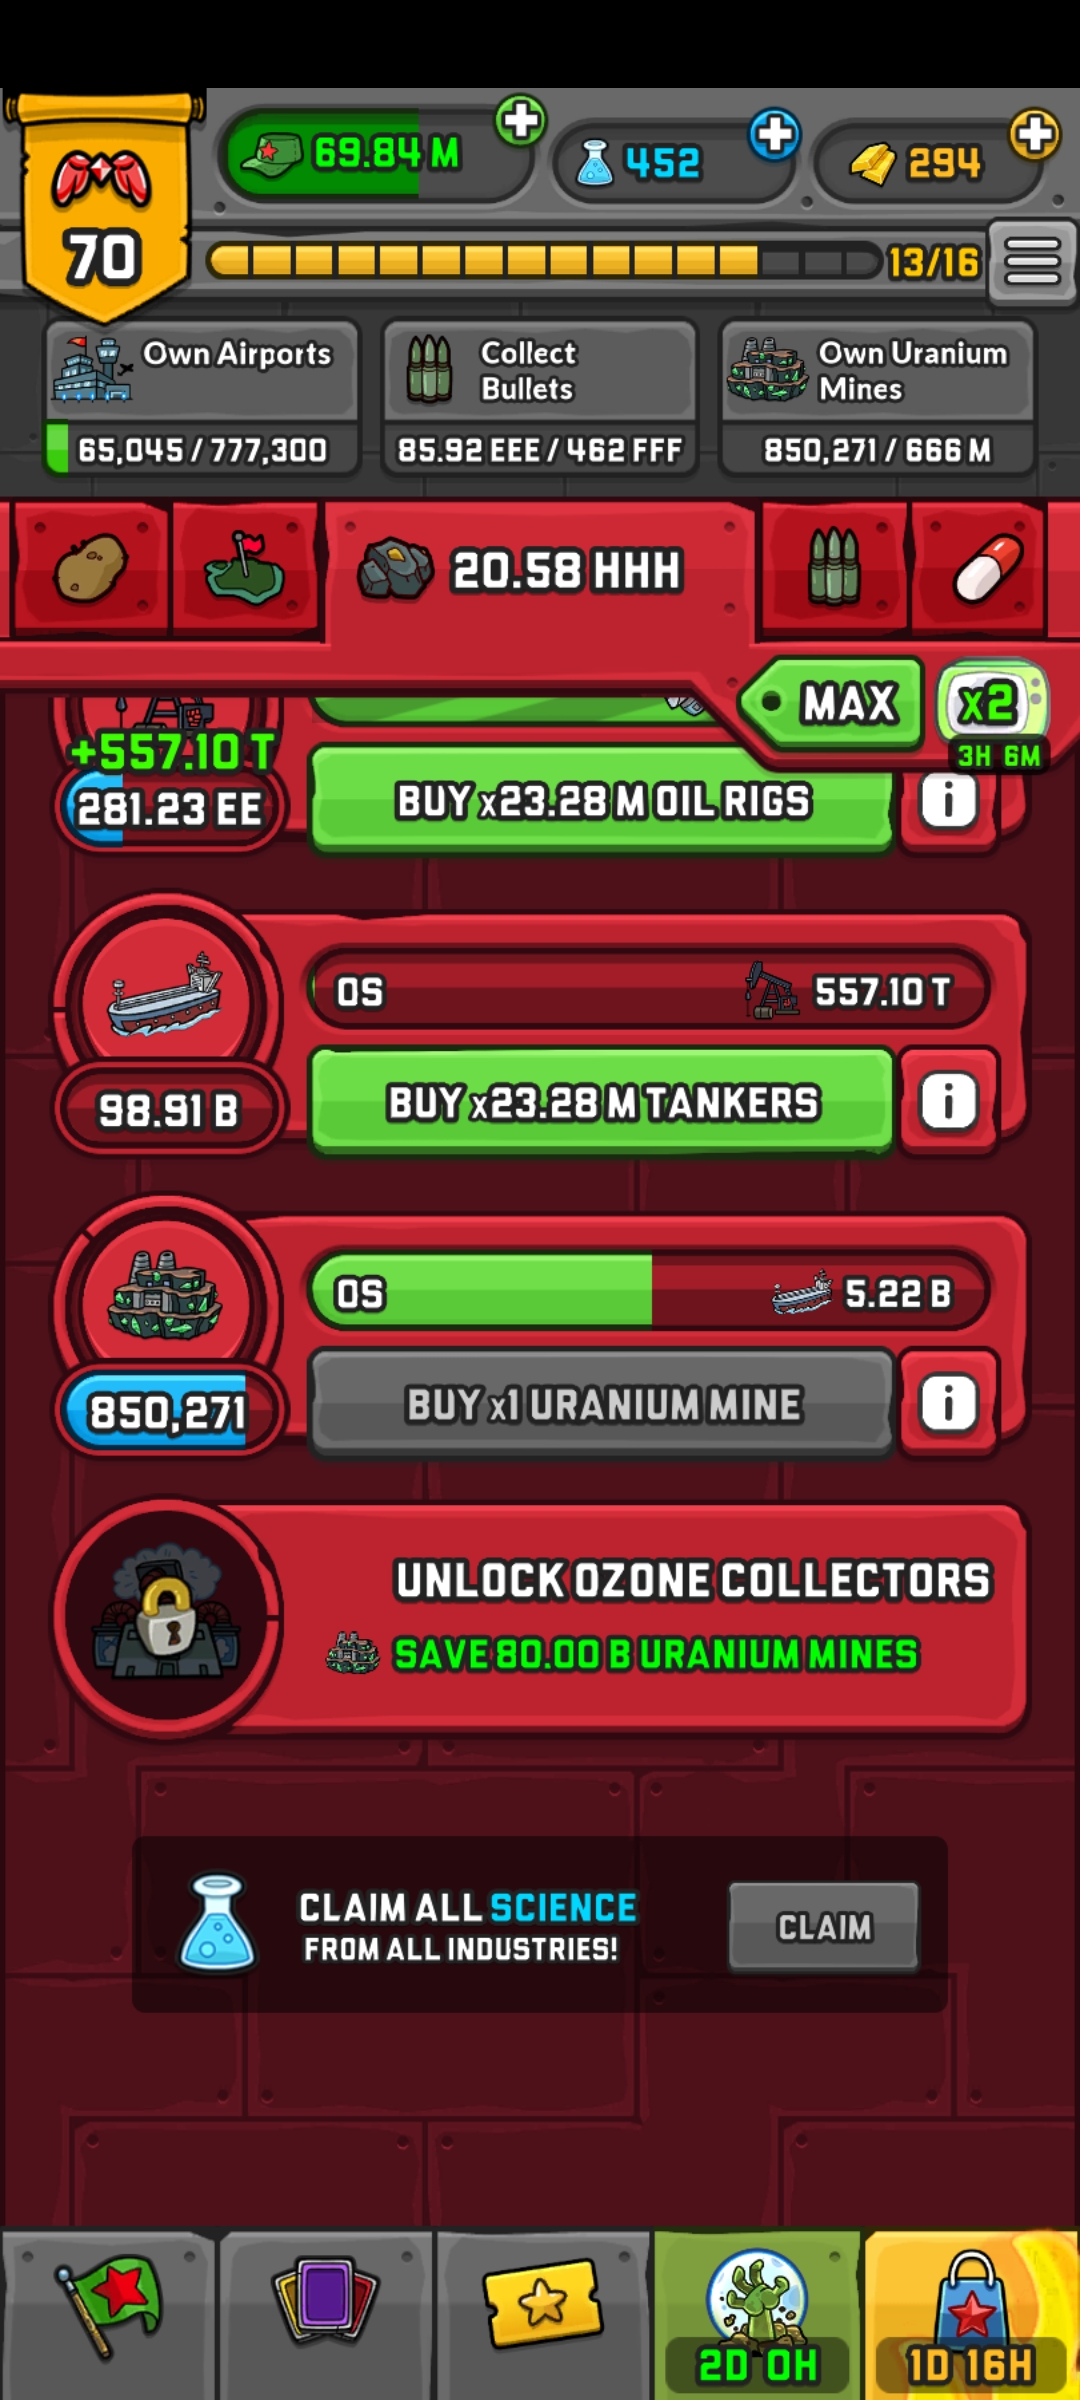 69.84 M
452
294
70
13/16
Own Airports
65,045 / 777,300
Collect
Bullets
85.92 EEE / 462 FFF
Own Uranium
Mines
850,271 / 666 M
20.58 HHH
MAX
x2
3H 6M
+557.10 T
281.23 EE
BUY x23.28 M OIL RIGS
i
0S
557.10 T
98.91 B
BUY x23.28 M TANKERS
i
0S
5.22 B
850,271
BUY x1 URANIUM MINE
i
UNLOCK OZONE COLLECTORS
SAVE 80.00 B URANIUM MINES
CLAIM ALL SCIENCE
FROM ALL INDUSTRIES!
CLAIM
2D 0H
1D 16H